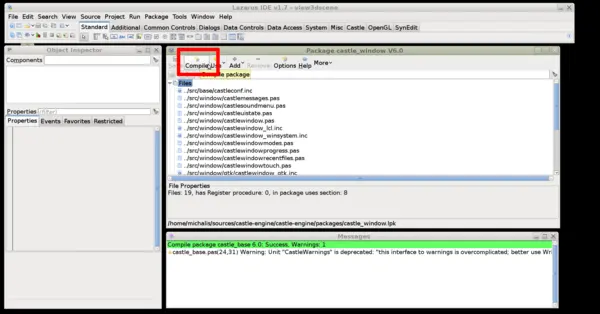 Lazarus IDE v1.7 - view3dscene
File Edit Search View Source Project Run Package Tools Window Help
Standard Additional Common Controls Dialogs Data Controls Data Access System Misc Castle OpenGL SynEdit
Object Inspector
Components
Properties (filter)
Properties Events Favorites Restricted
Package castle_window V6.0
Compile Use Add Remove Options Help More
Compile package
Files
../src/base/castleconf.inc
../src/window/castlemessages.pas
../src/window/castlesoundmenu.pas
../src/window/castleuistate.pas
../src/window/castlewindow.pas
../src/window/castlewindow_lcl.inc
../src/window/castlewindow_winsystem.inc
../src/window/castlewindowmodes.pas
../src/window/castlewindowprogress.pas
../src/window/castlewindowrecentfiles.pas
../src/window/castlewindowtouch.pas
../src/window/gtk/castlewindow_gtk.inc
File Properties
Files: 19, has Register procedure: 0, in package uses section: 8
/home/michalis/sources/castle-engine/castle-engine/packages/castle_window.lpk
Messages
Compile package castle_base 6.0: Success, Warnings: 1
castle_base.pas(24,31) Warning: Unit "CastleWarnings" is deprecated: "this interface to warnings is overcomplicated, better use Wr